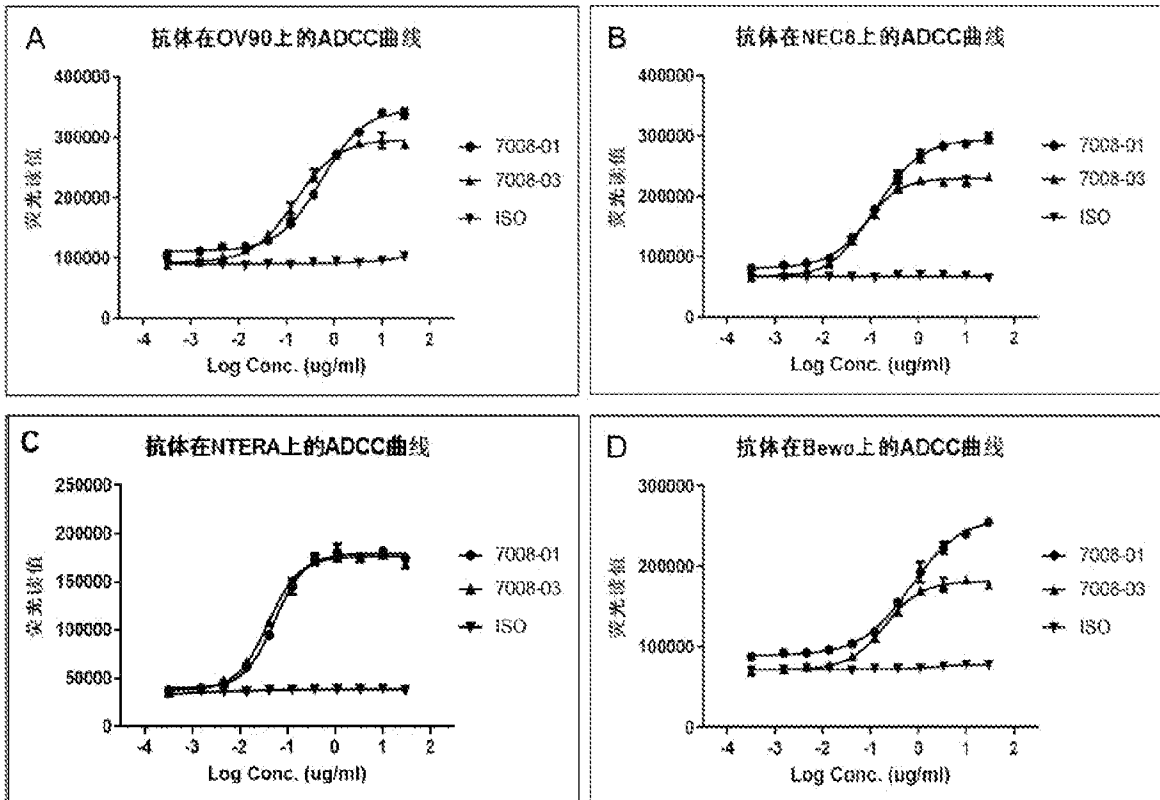 A
抗体在OV90上的ADCC曲线
400000
300000
200000
100000
0
荧光读值
-4 -3 -2 -1 0 1 2
Log Conc. (ug/ml)
7008-01
7008-03
ISO
B
抗体在NEC8上的ADCC曲线
400000
300000
200000
100000
0
荧光读值
-4 -3 -2 -1 0 1 2
Log Conc. (ug/ml)
7008-01
7008-03
ISO
C
抗体在NTERA上的ADCC曲线
250000
200000
150000
100000
50000
0
荧光读值
-4 -3 -2 -1 0 1 2
Log Conc. (ug/ml)
7008-01
7008-03
ISO
D
抗体在Bewo上的ADCC曲线
300000
200000
100000
0
荧光读值
-4 -3 -2 -1 0 1 2
Log Conc. (ug/ml)
7008-01
7008-03
ISO